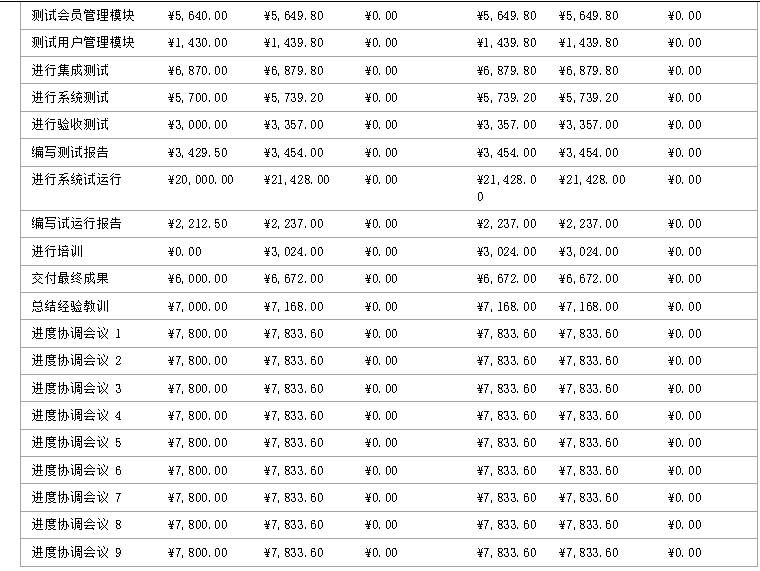 测试会员管理模块 ¥5,640.00 ¥5,649.80 ¥0.00 ¥5,649.80 ¥5,649.80 ¥0.00
测试用户管理模块 ¥1,430.00 ¥1,439.80 ¥0.00 ¥1,439.80 ¥1,439.80 ¥0.00
进行集成测试 ¥6,870.00 ¥6,879.80 ¥0.00 ¥6,879.80 ¥6,879.80 ¥0.00
进行系统测试 ¥5,700.00 ¥5,739.20 ¥0.00 ¥5,739.20 ¥5,739.20 ¥0.00
进行验收测试 ¥3,000.00 ¥3,357.00 ¥0.00 ¥3,357.00 ¥3,357.00 ¥0.00
编写测试报告 ¥3,429.50 ¥3,454.00 ¥0.00 ¥3,454.00 ¥3,454.00 ¥0.00
进行系统试运行 ¥20,000.00 ¥21,428.00 ¥0.00 ¥21,428.0 ¥21,428.00 ¥0.00
0
编写试运行报告 ¥2,212.50 ¥2,237.00 ¥0.00 ¥2,237.00 ¥2,237.00 ¥0.00
进行培训 ¥0.00 ¥3,024.00 ¥0.00 ¥3,024.00 ¥3,024.00 ¥0.00
交付最终成果 ¥6,000.00 ¥6,672.00 ¥0.00 ¥6,672.00 ¥6,672.00 ¥0.00
总结经验教训 ¥7,000.00 ¥7,168.00 ¥0.00 ¥7,168.00 ¥7,168.00 ¥0.00
进度协调会议 1 ¥7,800.00 ¥7,833.60 ¥0.00 ¥7,833.60 ¥7,833.60 ¥0.00
进度协调会议 2 ¥7,800.00 ¥7,833.60 ¥0.00 ¥7,833.60 ¥7,833.60 ¥0.00
进度协调会议 3 ¥7,800.00 ¥7,833.60 ¥0.00 ¥7,833.60 ¥7,833.60 ¥0.00
进度协调会议 4 ¥7,800.00 ¥7,833.60 ¥0.00 ¥7,833.60 ¥7,833.60 ¥0.00
进度协调会议 5 ¥7,800.00 ¥7,833.60 ¥0.00 ¥7,833.60 ¥7,833.60 ¥0.00
进度协调会议 6 ¥7,800.00 ¥7,833.60 ¥0.00 ¥7,833.60 ¥7,833.60 ¥0.00
进度协调会议 7 ¥7,800.00 ¥7,833.60 ¥0.00 ¥7,833.60 ¥7,833.60 ¥0.00
进度协调会议 8 ¥7,800.00 ¥7,833.60 ¥0.00 ¥7,833.60 ¥7,833.60 ¥0.00
进度协调会议 9 ¥7,800.00 ¥7,833.60 ¥0.00 ¥7,833.60 ¥7,833.60 ¥0.00